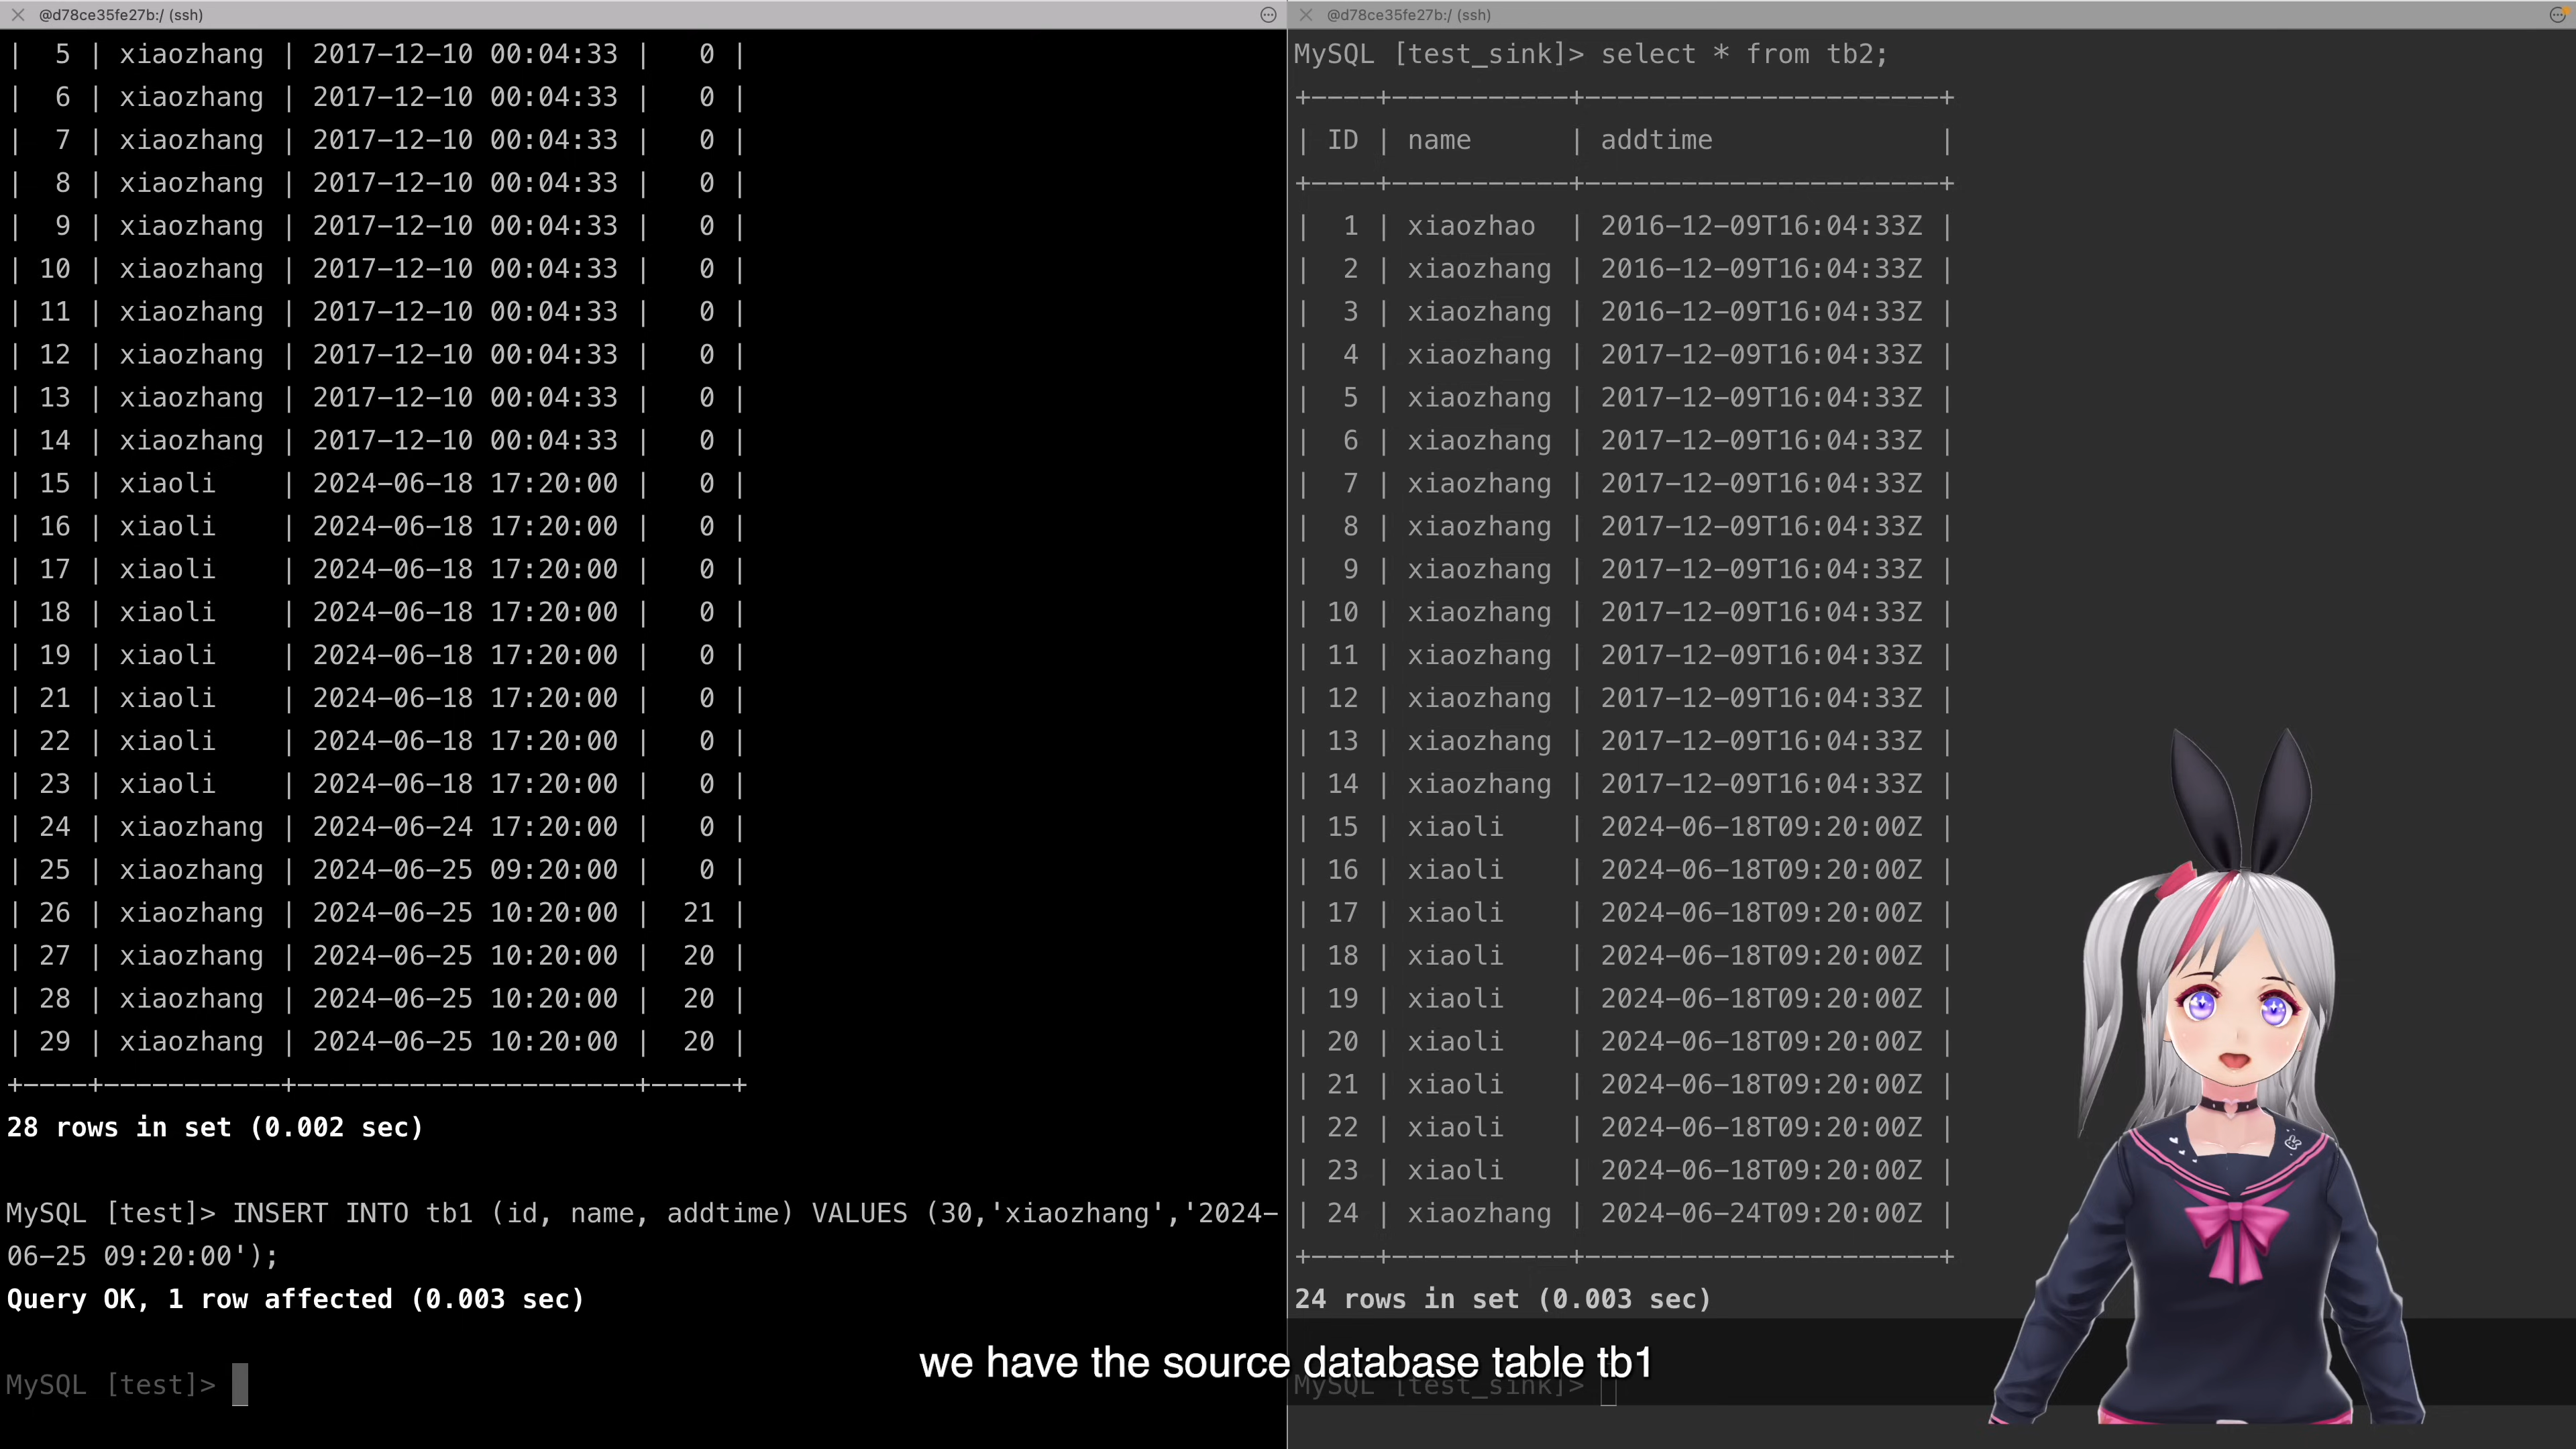 @d78ce35fe27b:/ (ssh)
| 5 | xiaozhang | 2017-12-10 00:04:33 | 0 |
| 6 | xiaozhang | 2017-12-10 00:04:33 | 0 |
| 7 | xiaozhang | 2017-12-10 00:04:33 | 0 |
| 8 | xiaozhang | 2017-12-10 00:04:33 | 0 |
| 9 | xiaozhang | 2017-12-10 00:04:33 | 0 |
| 10 | xiaozhang | 2017-12-10 00:04:33 | 0 |
| 11 | xiaozhang | 2017-12-10 00:04:33 | 0 |
| 12 | xiaozhang | 2017-12-10 00:04:33 | 0 |
| 13 | xiaozhang | 2017-12-10 00:04:33 | 0 |
| 14 | xiaozhang | 2017-12-10 00:04:33 | 0 |
| 15 | xiaoli | 2024-06-18 17:20:00 | 0 |
| 16 | xiaoli | 2024-06-18 17:20:00 | 0 |
| 17 | xiaoli | 2024-06-18 17:20:00 | 0 |
| 18 | xiaoli | 2024-06-18 17:20:00 | 0 |
| 19 | xiaoli | 2024-06-18 17:20:00 | 0 |
| 21 | xiaoli | 2024-06-18 17:20:00 | 0 |
| 22 | xiaoli | 2024-06-18 17:20:00 | 0 |
| 23 | xiaoli | 2024-06-18 17:20:00 | 0 |
| 24 | xiaozhang | 2024-06-24 17:20:00 | 0 |
| 25 | xiaozhang | 2024-06-25 09:20:00 | 0 |
| 26 | xiaozhang | 2024-06-25 10:20:00 | 21 |
| 27 | xiaozhang | 2024-06-25 10:20:00 | 20 |
| 28 | xiaozhang | 2024-06-25 10:20:00 | 20 |
| 29 | xiaozhang | 2024-06-25 10:20:00 | 20 |
+----+-----------+---------------------+-----+
28 rows in set (0.002 sec)
MySQL [test]> INSERT INTO tb1 (id, name, addtime) VALUES (30,'xiaozhang','2024-
06-25 09:20:00');
Query OK, 1 row affected (0.003 sec)
MySQL [test]>
@d78ce35fe27b:/ (ssh)
MySQL [test_sink]> select * from tb2;
+----+-----------+----------------------+
| ID | name | addtime |
+----+-----------+----------------------+
| 1 | xiaozhao | 2016-12-09T16:04:33Z |
| 2 | xiaozhang | 2016-12-09T16:04:33Z |
| 3 | xiaozhang | 2016-12-09T16:04:33Z |
| 4 | xiaozhang | 2017-12-09T16:04:33Z |
| 5 | xiaozhang | 2017-12-09T16:04:33Z |
| 6 | xiaozhang | 2017-12-09T16:04:33Z |
| 7 | xiaozhang | 2017-12-09T16:04:33Z |
| 8 | xiaozhang | 2017-12-09T16:04:33Z |
| 9 | xiaozhang | 2017-12-09T16:04:33Z |
| 10 | xiaozhang | 2017-12-09T16:04:33Z |
| 11 | xiaozhang | 2017-12-09T16:04:33Z |
| 12 | xiaozhang | 2017-12-09T16:04:33Z |
| 13 | xiaozhang | 2017-12-09T16:04:33Z |
| 14 | xiaozhang | 2017-12-09T16:04:33Z |
| 15 | xiaoli | 2024-06-18T09:20:00Z |
| 16 | xiaoli | 2024-06-18T09:20:00Z |
| 17 | xiaoli | 2024-06-18T09:20:00Z |
| 18 | xiaoli | 2024-06-18T09:20:00Z |
| 19 | xiaoli | 2024-06-18T09:20:00Z |
| 20 | xiaoli | 2024-06-18T09:20:00Z |
| 21 | xiaoli | 2024-06-18T09:20:00Z |
| 22 | xiaoli | 2024-06-18T09:20:00Z |
| 23 | xiaoli | 2024-06-18T09:20:00Z |
| 24 | xiaozhang | 2024-06-24T09:20:00Z |
+----+-----------+----------------------+
24 rows in set (0.003 sec)
MySQL [test_sink]>
we have the source database table tb1